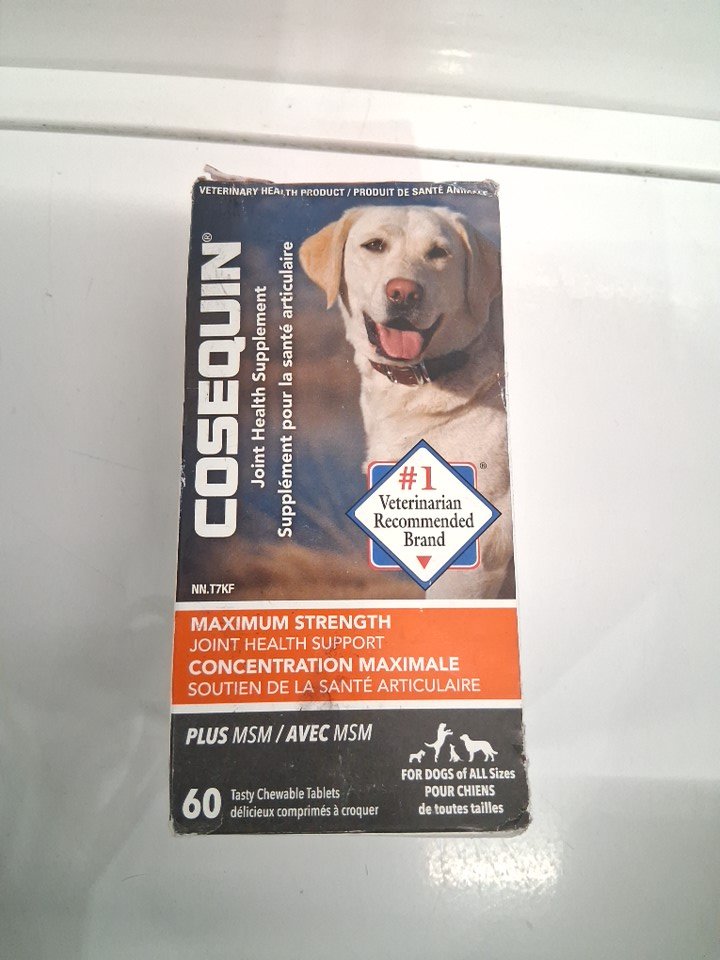 VETERINARY HEALTH PRODUCT / PRODUIT DE SANTÉ
COSEQUIN®
Joint Health Supplement
Supplément pour la santé articulaire
#1
®
Veterinarian
Recommended
Brand
NN.T7KF
MAXIMUM STRENGTH
JOINT HEALTH SUPPORT
CONCENTRATION MAXIMALE
SOUTIEN DE LA SANTÉ ARTICULAIRE
PLUS MSM / AVEC MSM
60 Tasty Chewable Tablets
délicieux comprimés à croquer
FOR DOGS of ALL Sizes
POUR CHIENS
de toutes tailles